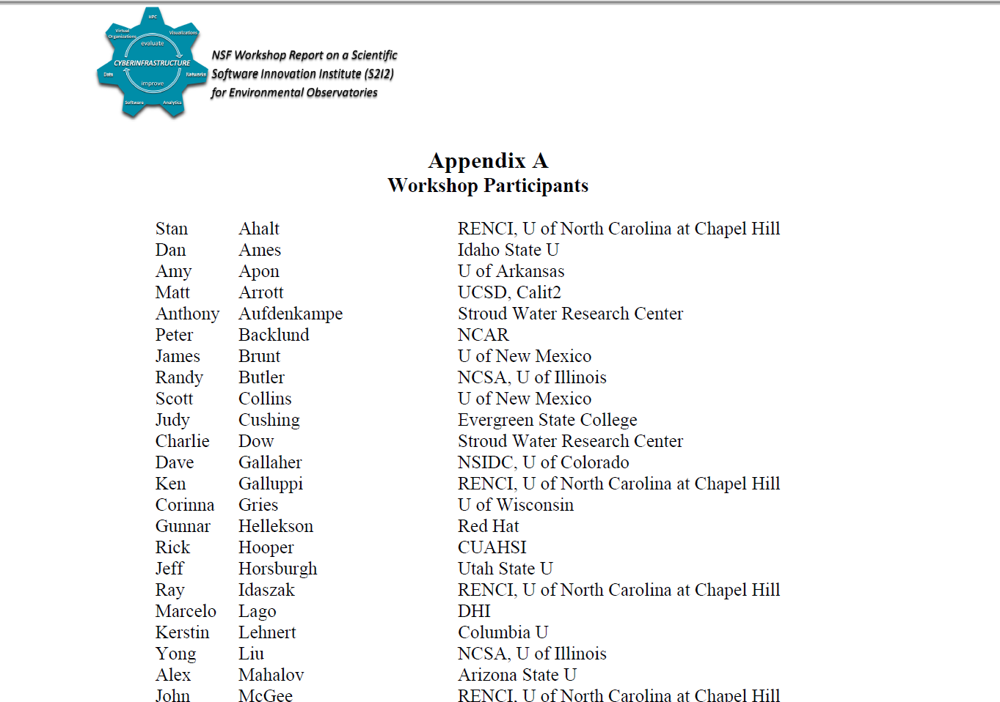 HPC
Virtual
Organizations
Visualizations
evaluate
CYBERINFRASTRUCTURE
Data
Networks
improve
Software
Analytics
NSF Workshop Report on a Scientific
Software Innovation Institute (S2I2)
for Environmental Observatories
Appendix A
Workshop Participants
Stan Ahalt RENCI, U of North Carolina at Chapel Hill
Dan Ames Idaho State U
Amy Apon U of Arkansas
Matt Arrott UCSD, Calit2
Anthony Aufdenkampe Stroud Water Research Center
Peter Backlund NCAR
James Brunt U of New Mexico
Randy Butler NCSA, U of Illinois
Scott Collins U of New Mexico
Judy Cushing Evergreen State College
Charlie Dow Stroud Water Research Center
Dave Gallaher NSIDC, U of Colorado
Ken Galluppi RENCI, U of North Carolina at Chapel Hill
Corinna Gries U of Wisconsin
Gunnar Hellekson Red Hat
Rick Hooper CUAHSI
Jeff Horsburgh Utah State U
Ray Idaszak RENCI, U of North Carolina at Chapel Hill
Marcelo Lago DHI
Kerstin Lehnert Columbia U
Yong Liu NCSA, U of Illinois
Alex Mahalov Arizona State U
John McGee RENCI, U of North Carolina at Chapel Hill